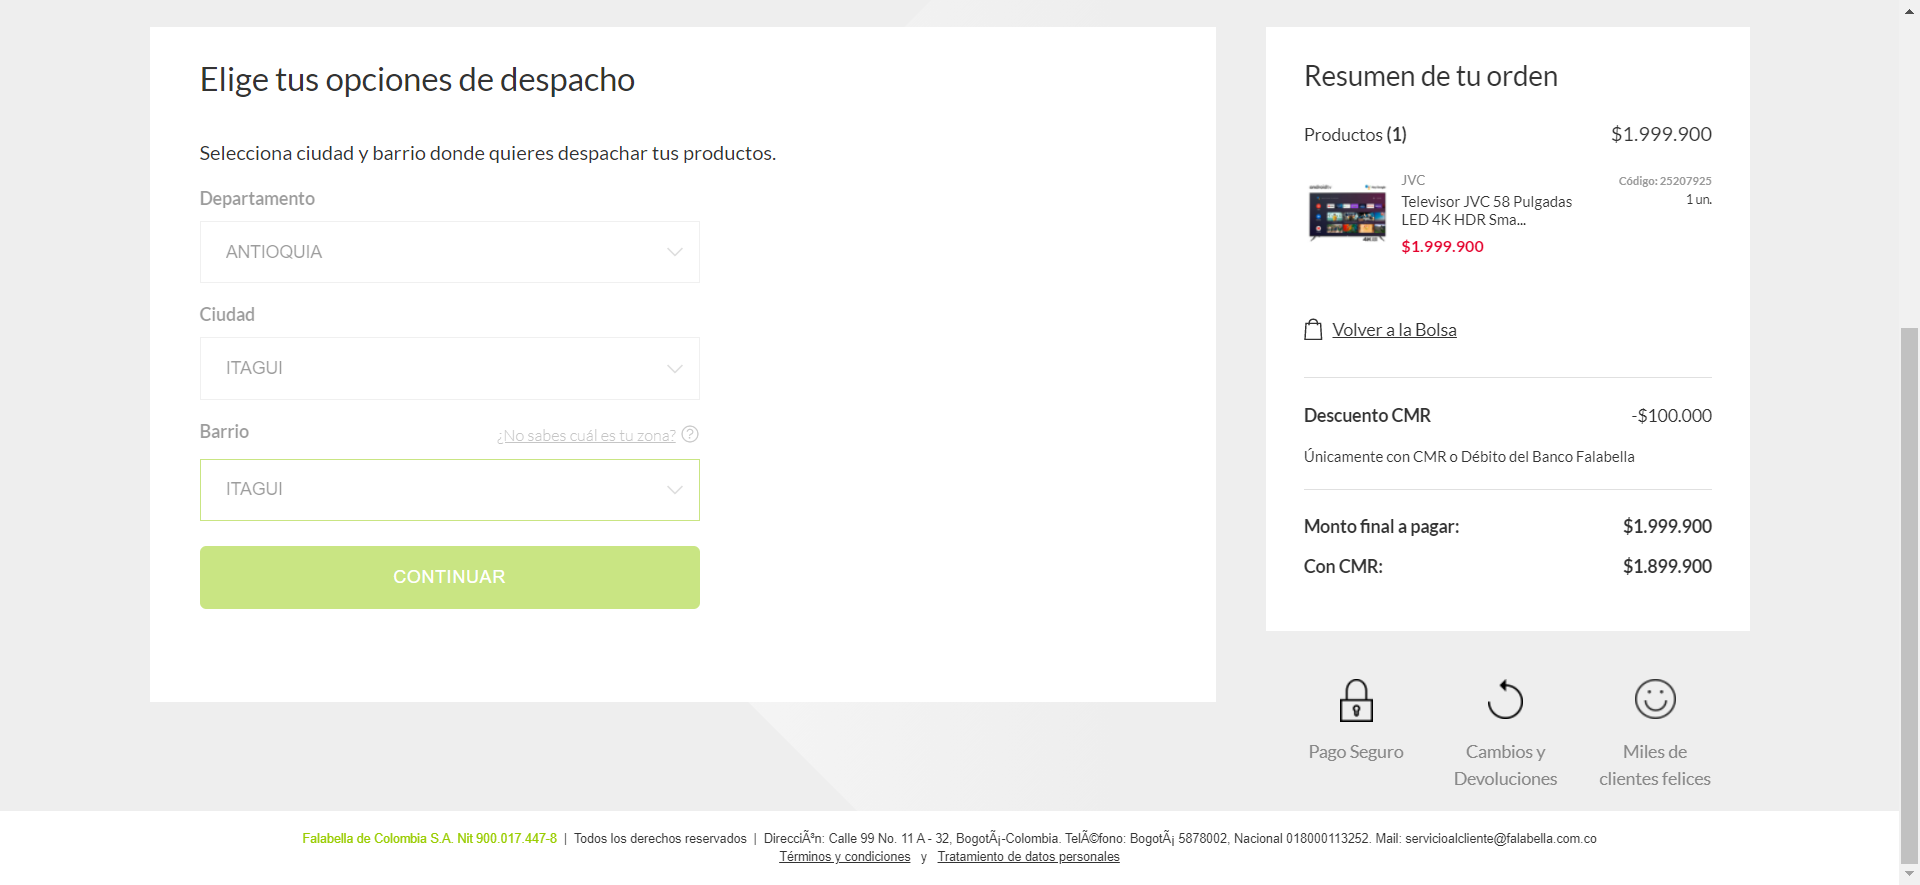 Elige tus opciones de despacho
Selecciona ciudad y barrio donde quieres despachar tus productos.
Departamento
ANTIOQUIA
Ciudad
ITAGUI
Barrio
¿No sabes cuál es tu zona? ?
ITAGUI
CONTINUAR
Resumen de tu orden
Productos (1) $1.999.900
JVC Código: 25207925
Televisor JVC 58 Pulgadas 1 un.
LED 4K HDR Sma...
$1.999.900
Volver a la Bolsa
Descuento CMR -$100.000
Únicamente con CMR o Débito del Banco Falabella
Monto final a pagar: $1.999.900
Con CMR: $1.899.900
Pago Seguro
Cambios y
Devoluciones
Miles de
clientes felices
Falabella de Colombia S.A. Nit 900.017.447-8 | Todos los derechos reservados | DirecciÃ³n: Calle 99 No. 11 A - 32, BogotÃ¡-Colombia. TelÃ©fono: BogotÃ¡ 5878002, Nacional 018000113252. Mail: servicioalcliente@falabella.com.co
Términos y condiciones y Tratamiento de datos personales